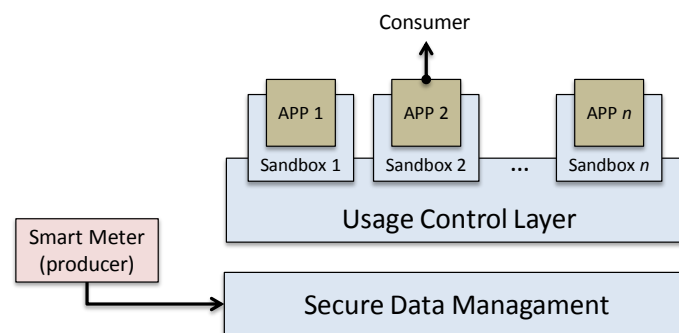 Consumer
APP 1
APP 2
APP n
Sandbox 1
Sandbox 2
...
Sandbox n
Usage Control Layer
Smart Meter
(producer)
Secure Data Managament